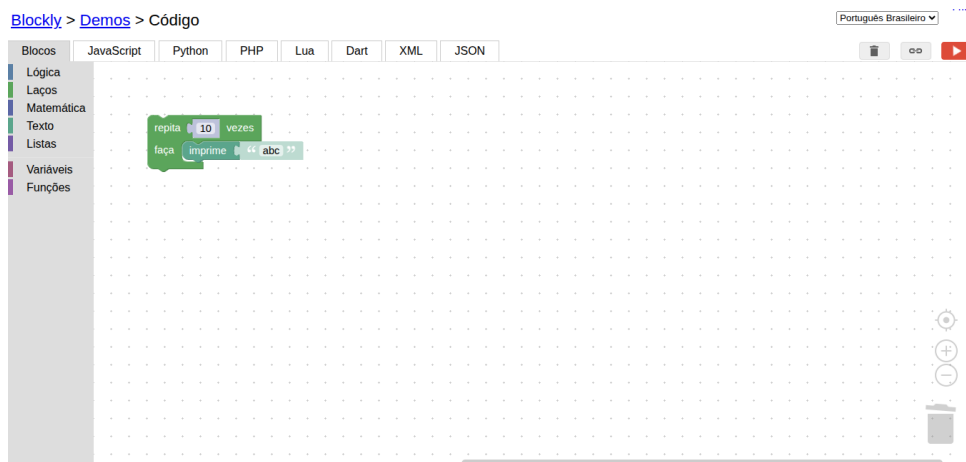 Blockly > Demos > Código
Português Brasileiro
Blocos JavaScript Python PHP Lua Dart XML JSON
Lógica
Laços
Matemática
Texto
Listas
Variáveis
Funções
repita 10 vezes
faça imprime “ abc ”